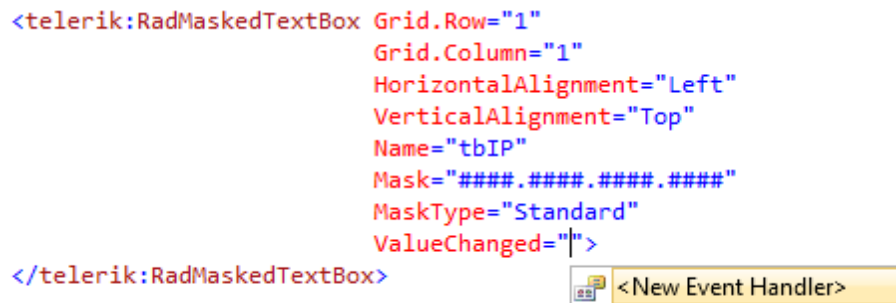 <telerik:RadMaskedTextBox Grid.Row="1"
Grid.Column="1"
HorizontalAlignment="Left"
VerticalAlignment="Top"
Name="tbIP"
Mask="####.####.####.####"
MaskType="Standard"
ValueChanged="">
</telerik:RadMaskedTextBox>
<New Event Handler>